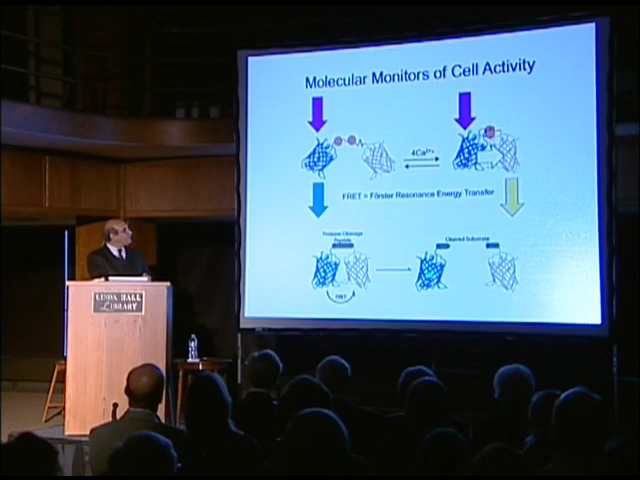 Molecular Monitors of Cell Activity
4Ca²⁺
FRET = Förster Resonance Energy Transfer
Protease Cleavage
Peptide
Cleaved Substrate
FRET
LINDA HALL
LIBRARY